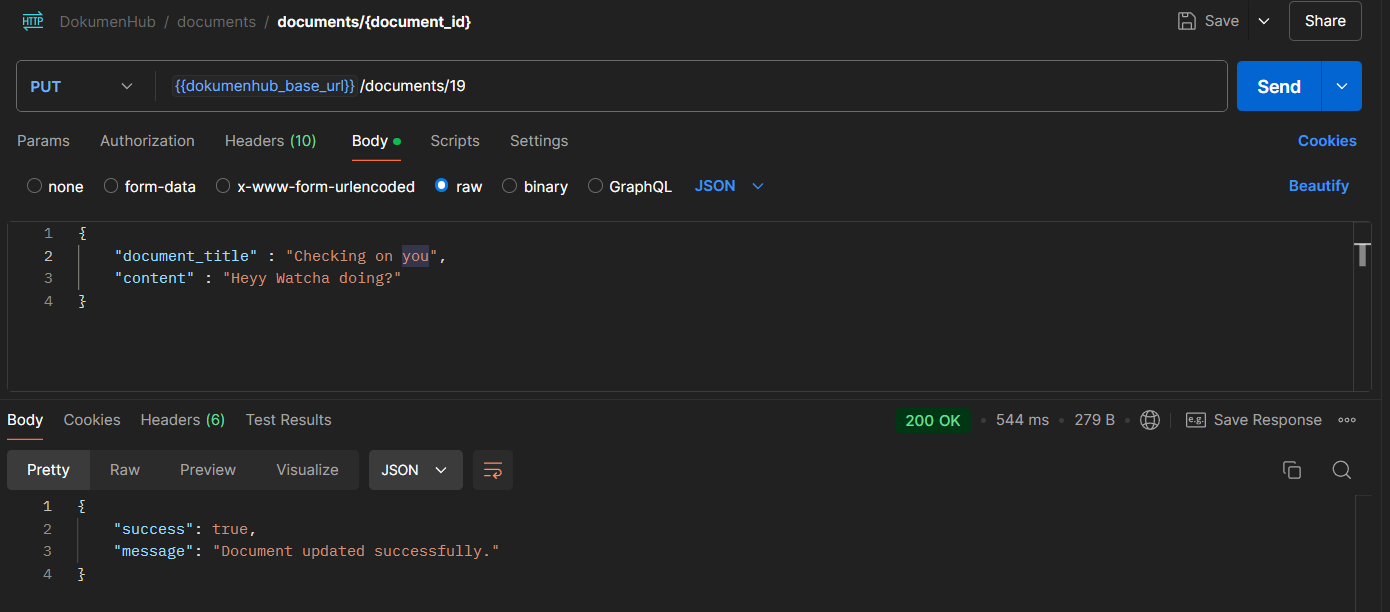 HTTP DokumenHub / documents / documents/{document_id} Save Share
PUT {{dokumenhub_base_url}} /documents/19 Send
Params Authorization Headers (10) Body Scripts Settings Cookies
none form-data x-www-form-urlencoded raw binary GraphQL JSON Beautify
1 {
2 "document_title" : "Checking on you",
3 "content" : "Heyy Watcha doing?"
4 }
Body Cookies Headers (6) Test Results 200 OK 544 ms 279 B e.g. Save Response
Pretty Raw Preview Visualize JSON
1 {
2 "success": true,
3 "message": "Document updated successfully."
4 }